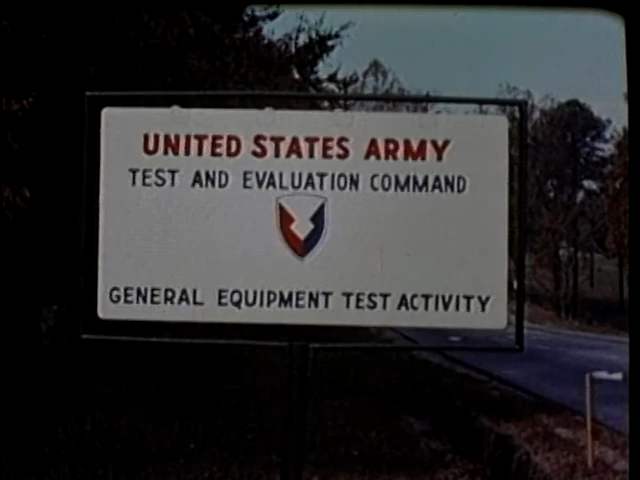 UNITED STATES ARMY
TEST AND EVALUATION COMMAND
GENERAL EQUIPMENT TEST ACTIVITY